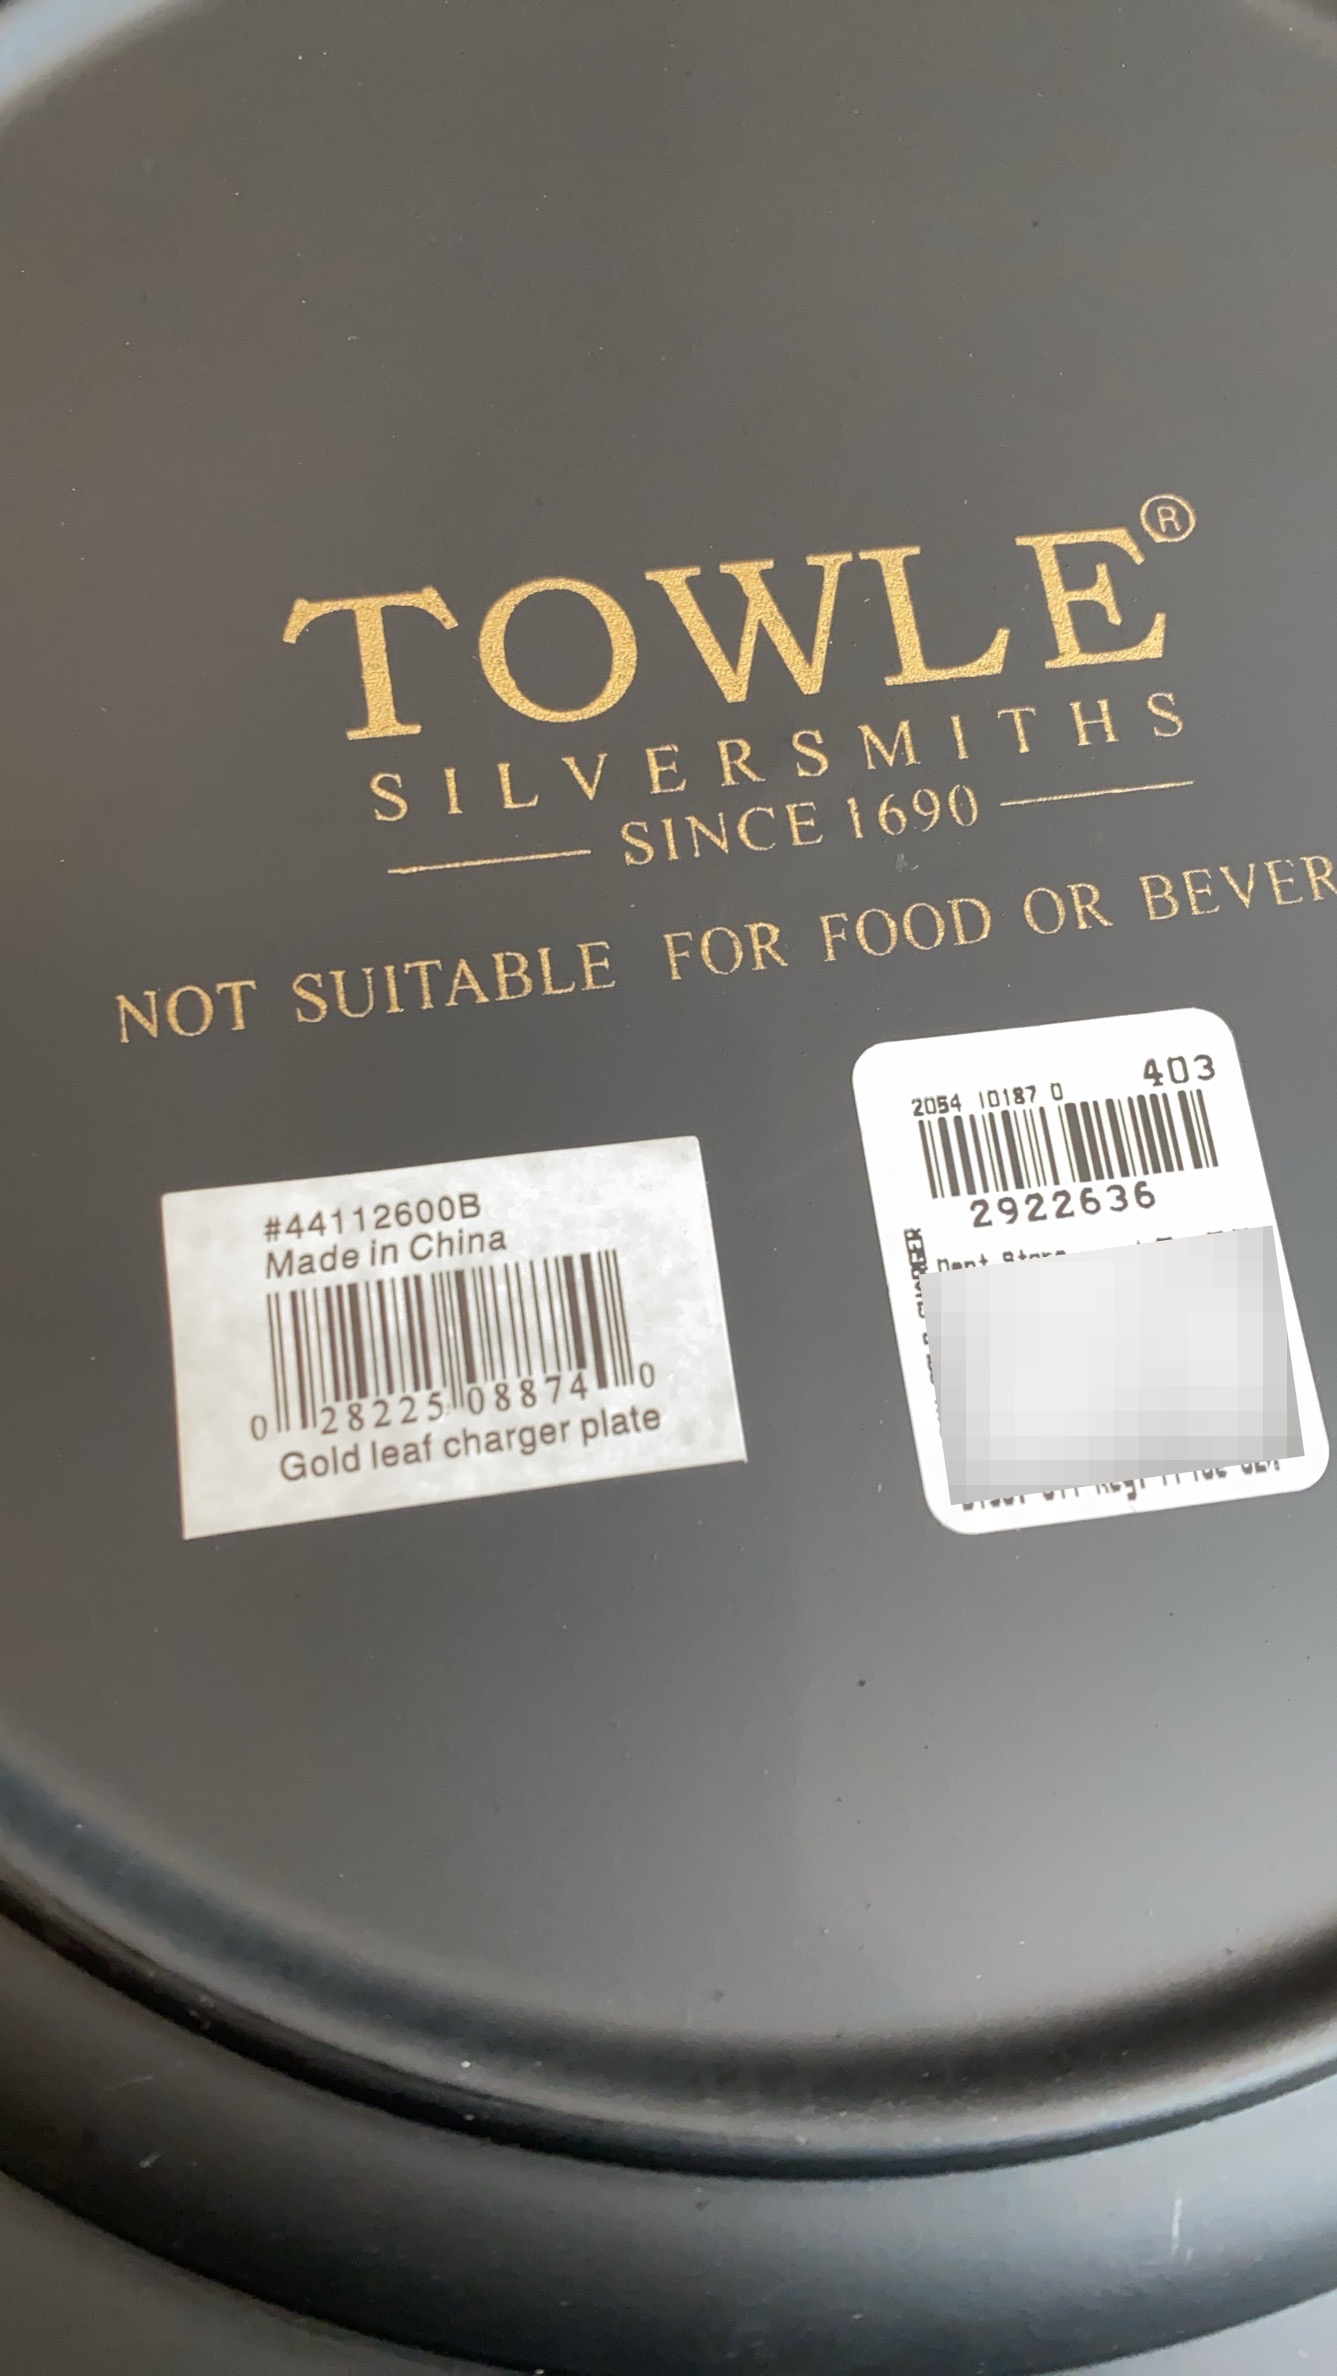 TOWLE®
SILVERSMITHS
SINCE 1690
NOT SUITABLE FOR FOOD OR BEVER
#44112600B
Made in China
0 28225 08874 0
Gold leaf charger plate
403
2054 10187 0
2922636
CHARGER